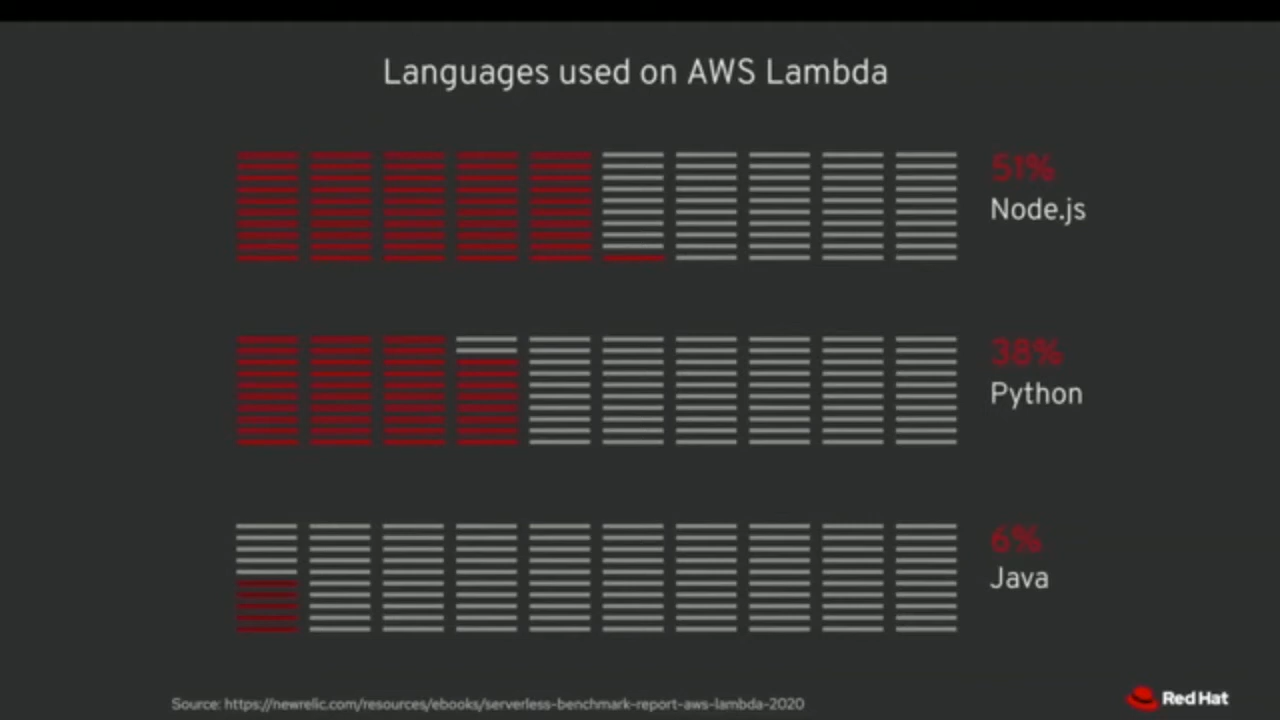 Languages used on AWS Lambda
51%
Node.js
38%
Python
6%
Java
Source: https://newrelic.com/resources/ebooks/serverless-benchmark-report-aws-lambda-2020
Red Hat